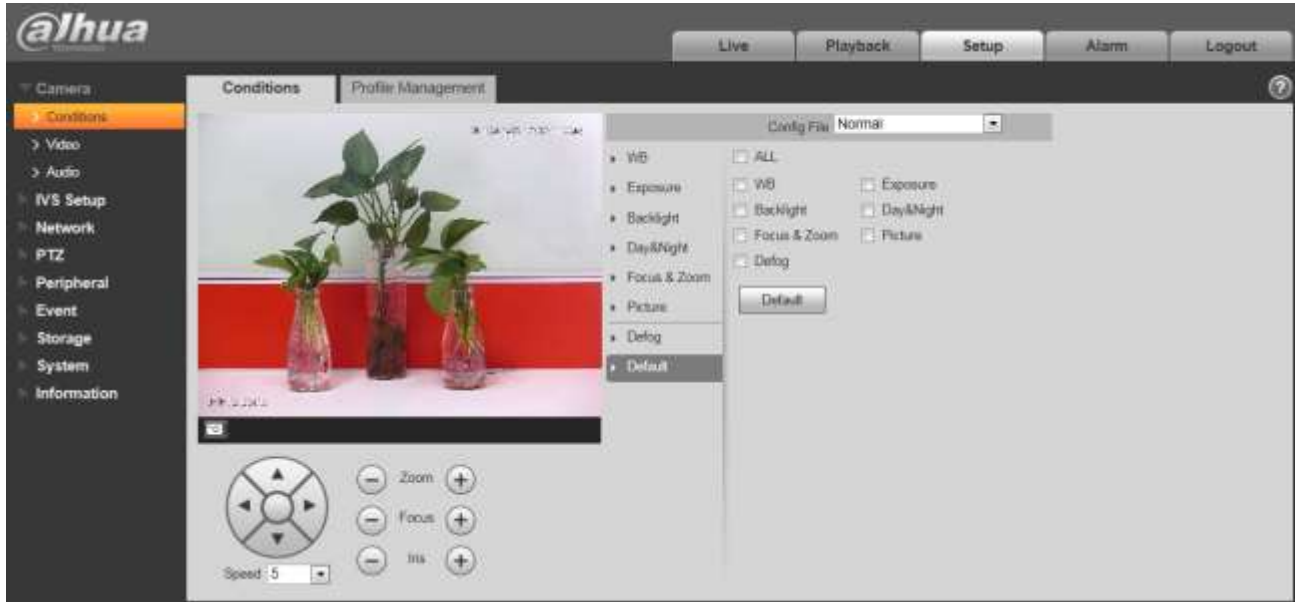 alhua
Live Playback Setup Alarm Logout
Camera Conditions Profile Management
Conditions
Video
Audio
IVS Setup
Network
PTZ
Peripheral
Event
Storage
System
Information
Config File Normal
WB
Exposure
Backlight
Day&Night
Focus & Zoom
Picture
Defog
Default
ALL
WB Exposure
Backlight Day&Night
Focus & Zoom Picture
Defog
Default
Zoom
Focus
Iris
Speed 5